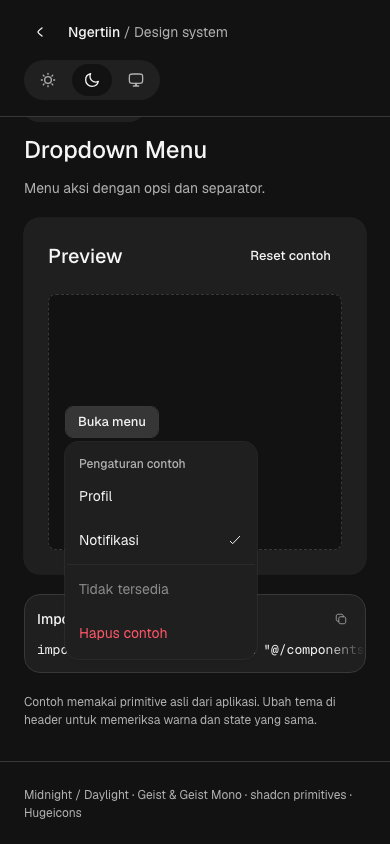 Ngertiin / Design system
Dropdown Menu
Menu aksi dengan opsi dan separator.
Preview
Reset contoh
Buka menu
Pengaturan contoh
Profil
Notifikasi
Tidak tersedia
Hapus contoh
"@/components
Contoh memakai primitive asli dari aplikasi. Ubah tema di
header untuk memeriksa warna dan state yang sama.
Midnight / Daylight · Geist & Geist Mono · shadcn primitives ·
Hugeicons